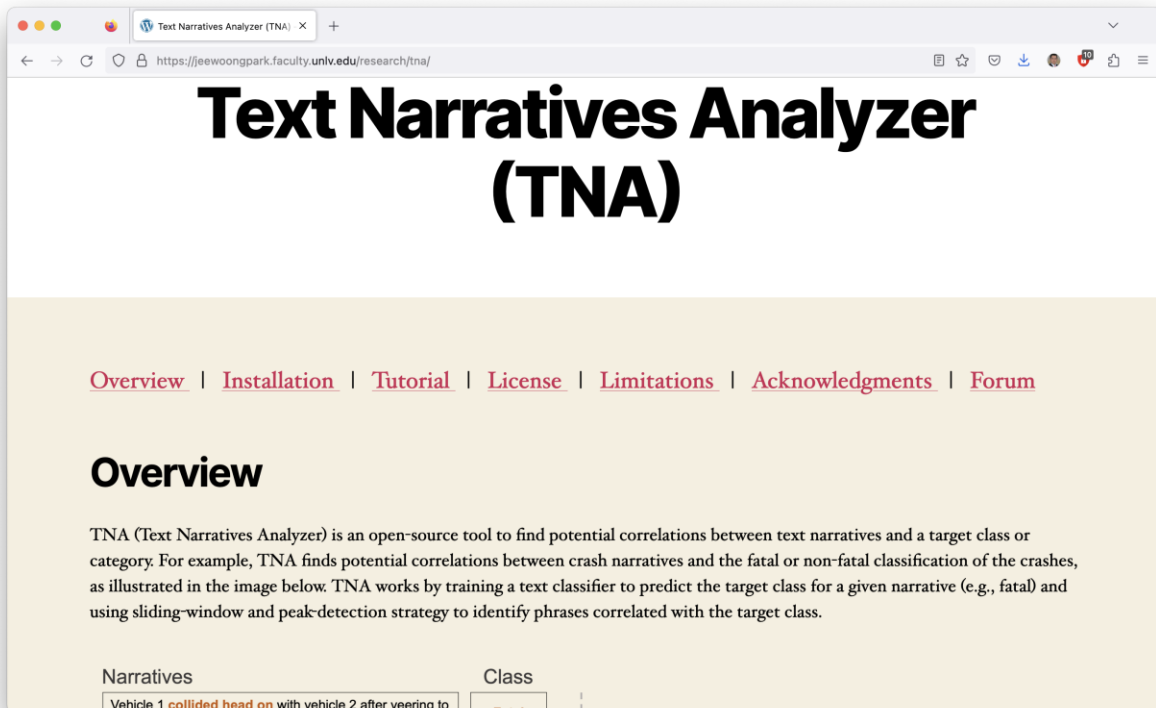 Text Narratives Analyzer (TNA)
https://jeewoongpark.faculty.unlv.edu/research/tna/
10
Text Narratives Analyzer
(TNA)
Overview | Installation | Tutorial | License | Limitations | Acknowledgments | Forum
Overview
TNA (Text Narratives Analyzer) is an open-source tool to find potential correlations between text narratives and a target class or
category. For example, TNA finds potential correlations between crash narratives and the fatal or non-fatal classification of the crashes,
as illustrated in the image below. TNA works by training a text classifier to predict the target class for a given narrative (e.g., fatal) and
using sliding-window and peak-detection strategy to identify phrases correlated with the target class.
Narratives Class
Vehicle 1 collided head on with vehicle 2 after veering to